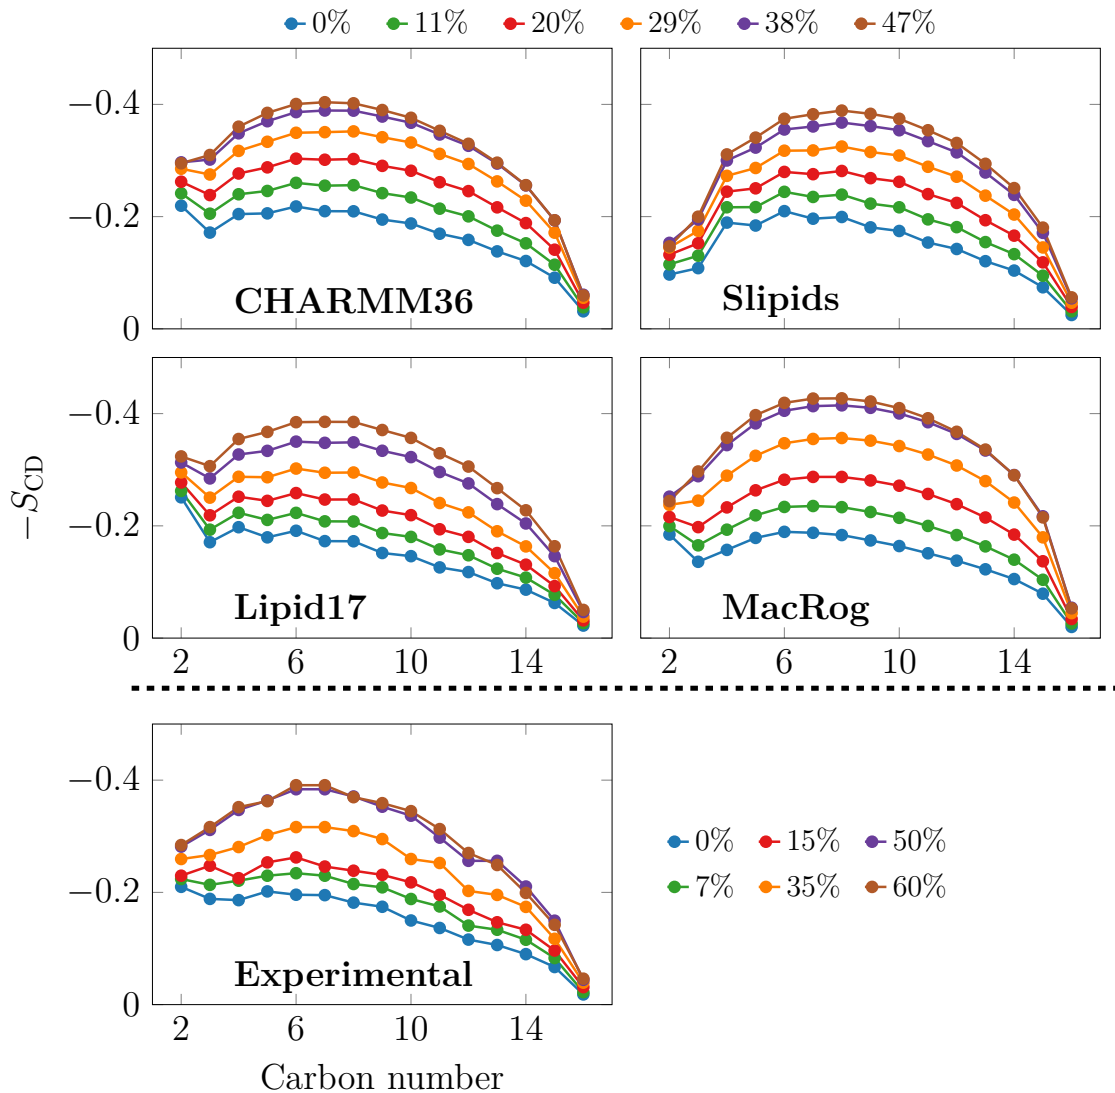 0% 11% 20% 29% 38% 47%
−0.4
−0.2
0
CHARMM36
Slipids
−0.4
−0.2
0
Lipid17
MacRog
2 6 10 14
2 6 10 14
−S_CD
−0.4
−0.2
0
Experimental
2 6 10 14
Carbon number
0% 15% 50%
7% 35% 60%